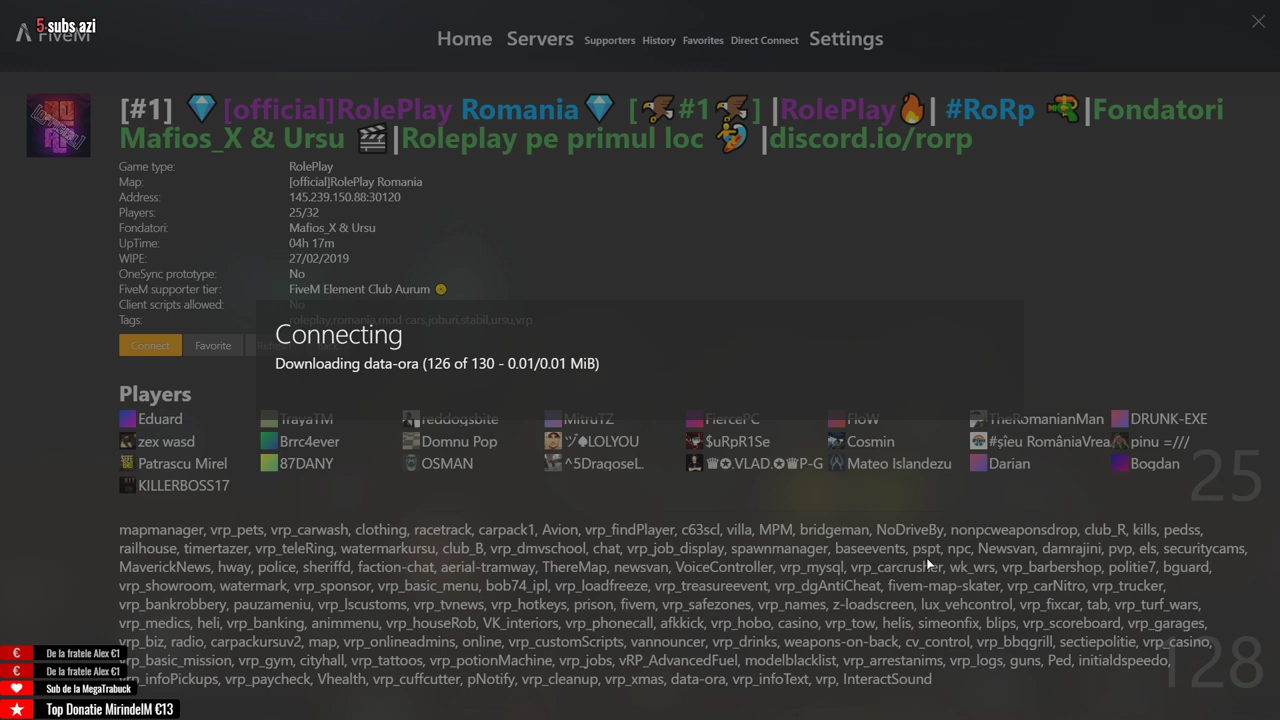 5 subs azi
FiveM
Home Servers Supporters History Favorites Direct Connect Settings
[#1] 💎[official]RolePlay Romania💎 [🦅#1🦅] |RolePlay🔥| #RoRp 🔫|Fondatori
Mafios_X & Ursu 🎬|Roleplay pe primul loc 🏄 |discord.io/rorp
Game type: RolePlay
Map: [official]RolePlay Romania
Address: 145.239.150.88:30120
Players: 25/32
Fondatori: Mafios_X & Ursu
UpTime: 04h 17m
WIPE: 27/02/2019
OneSync prototype: No
FiveM supporter tier: FiveM Element Club Aurum
Client scripts allowed: No
Tags: roleplay,romania,mod cars,joburi,stabil,ursu,vrp
Connecting
Connect Favorite
Downloading data-ora (126 of 130 - 0.01/0.01 MiB)
Players
Eduard TrayaTM reddogsbite MitruTZ FiercePC FloW TheRomanianMan DRUNK-EXE
zex wasd Brrc4ever Domnu Pop ツ♠LOLYOU $uRpR1Se Cosmin #șieu RomâniaVrea pinu =///
Patrascu Mirel 87DANY OSMAN ^5DragoseL. ♛✪.VLAD.✪♛P-G Mateo Islandezu Darian Bogdan
KILLERBOSS17
25
mapmanager, vrp_pets, vrp_carwash, clothing, racetrack, carpack1, Avion, vrp_findPlayer, c63scl, villa, MPM, bridgeman, NoDriveBy, nonpcweaponsdrop, club_R, kills, pedss,
railhouse, timertazer, vrp_teleRing, watermarkursu, club_B, vrp_dmvschool, chat, vrp_job_display, spawnmanager, baseevents, pspt, npc, Newsvan, damrajini, pvp, els, securitycams,
MaverickNews, hway, police, sheriffd, faction-chat, aerial-tramway, ThereMap, newsvan, VoiceController, vrp_mysql, vrp_carcrusher, wk_wrs, vrp_barbershop, politie7, bguard,
vrp_showroom, watermark, vrp_sponsor, vrp_basic_menu, bob74_ipl, vrp_loadfreeze, vrp_treasureevent, vrp_dgAntiCheat, fivem-map-skater, vrp_carNitro, vrp_trucker,
vrp_bankrobbery, pauzameniu, vrp_lscustoms, vrp_tvnews, vrp_hotkeys, prison, fivem, vrp_safezones, vrp_names, z-loadscreen, lux_vehcontrol, vrp_fixcar, tab, vrp_turf_wars,
vrp_medics, heli, vrp_banking, animmenu, vrp_houseRob, VK_interiors, vrp_phonecall, afkkick, vrp_hobo, casino, vrp_tow, helis, simeonfix, blips, vrp_scoreboard, vrp_garages,
vrp_biz, radio, carpackursuv2, map, vrp_onlineadmins, online, vrp_customScripts, vannouncer, vrp_drinks, weapons-on-back, cv_control, vrp_bbqgrill, sectiepolitie, vrp_casino,
vrp_basic_mission, vrp_gym, cityhall, vrp_tattoos, vrp_potionMachine, vrp_jobs, vRP_AdvancedFuel, modelblacklist, vrp_arrestanims, vrp_logs, guns, Ped, initialdspeedo,
vrp_infoPickups, vrp_paycheck, Vhealth, vrp_cuffcutter, pNotify, vrp_cleanup, vrp_xmas, data-ora, vrp_infoText, vrp, InteractSound
128
€ De la fratele Alex €1
€ De la fratele Alex €1
Sub de la MegaTrabuck
Top Donatie MirindelM €13